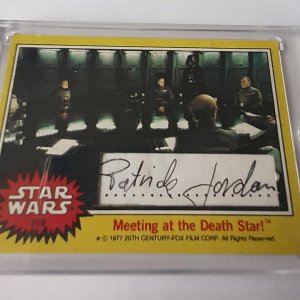 Patrick Jordan
STAR
WARS
Meeting at the Death Star!™
© 1977 20TH CENTURY-FOX FILM CORP. All Rights Reserved.